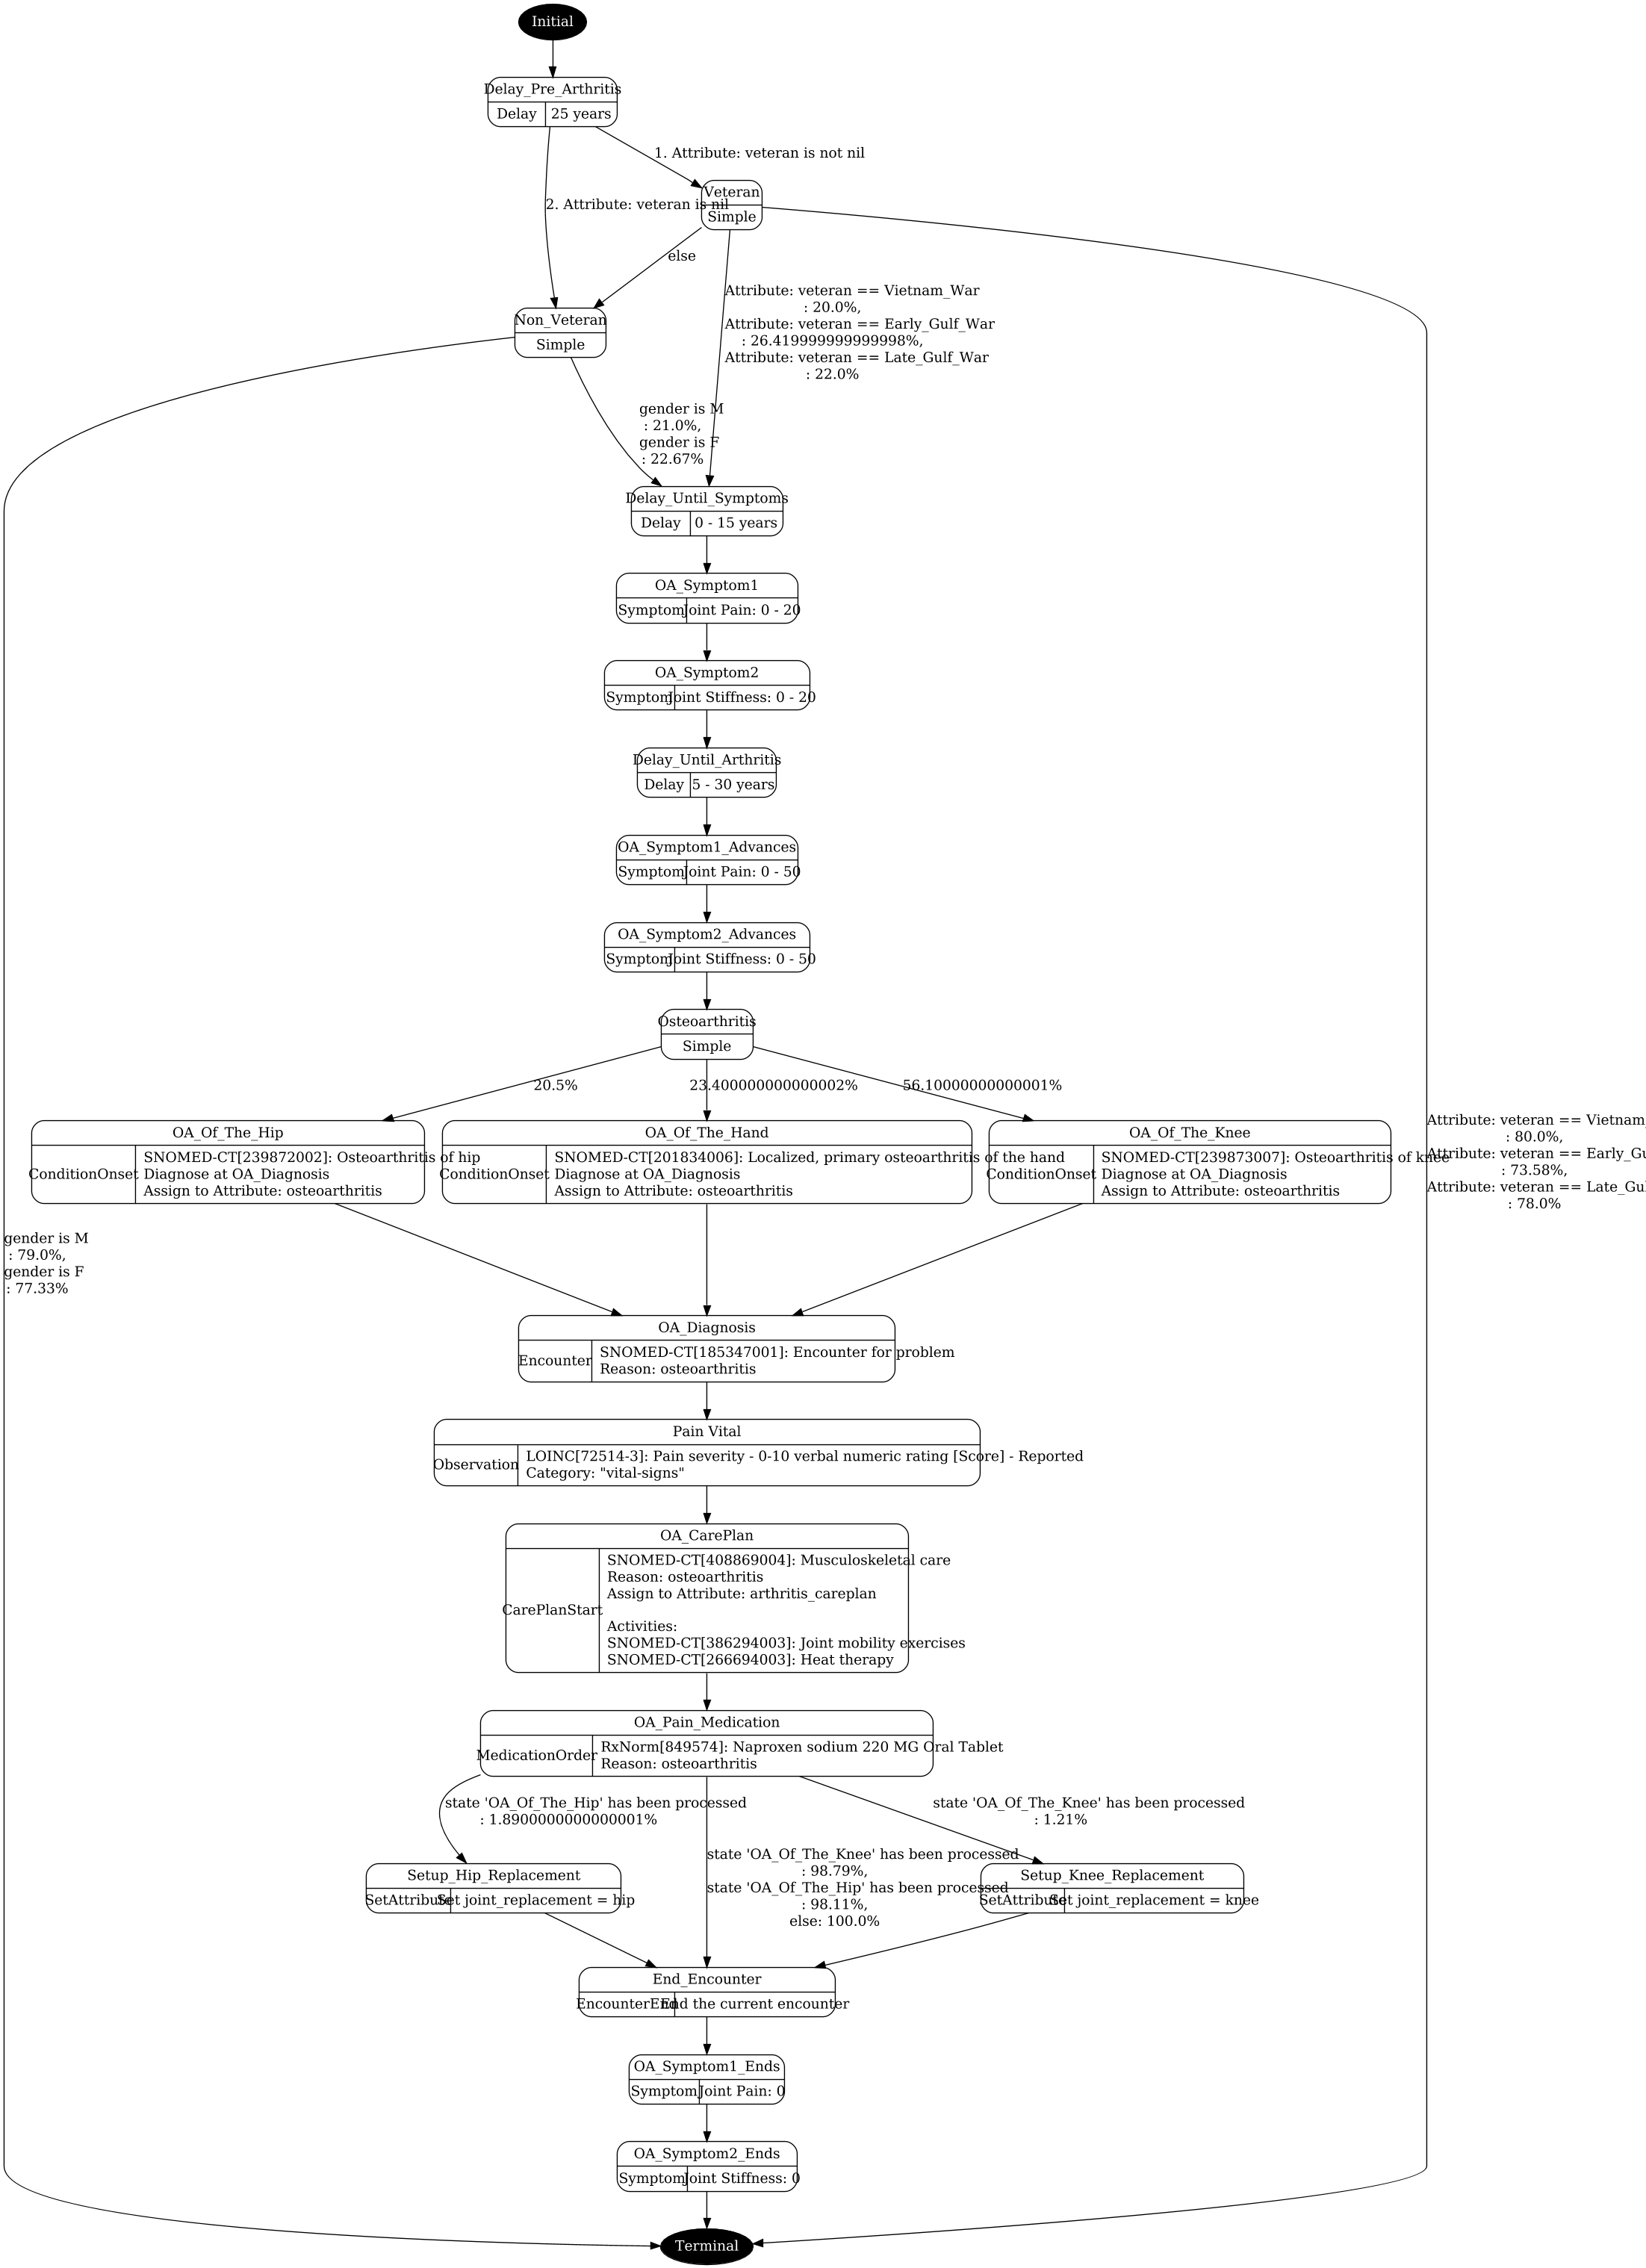 Initial
Delay_Pre_Arthritis
Delay 25 years
1. Attribute: veteran is not nil
Veteran
Simple
2. Attribute: veteran is nil
else
Attribute: veteran == Vietnam_War
: 20.0%,
Attribute: veteran == Early_Gulf_War
: 26.419999999999998%,
Attribute: veteran == Late_Gulf_War
: 22.0%
Non_Veteran
Simple
gender is M
: 21.0%,
gender is F
: 22.67%
Delay_Until_Symptoms
Delay 0 - 15 years
OA_Symptom1
Symptom Joint Pain: 0 - 20
OA_Symptom2
Symptom Joint Stiffness: 0 - 20
Delay_Until_Arthritis
Delay 5 - 30 years
OA_Symptom1_Advances
Symptom Joint Pain: 0 - 50
OA_Symptom2_Advances
Symptom Joint Stiffness: 0 - 50
Osteoarthritis
Simple
20.5%
23.400000000000002%
56.10000000000001%
OA_Of_The_Hip
ConditionOnset
SNOMED-CT[239872002]: Osteoarthritis of hip
Diagnose at OA_Diagnosis
Assign to Attribute: osteoarthritis
OA_Of_The_Hand
ConditionOnset
SNOMED-CT[201834006]: Localized, primary osteoarthritis of the hand
Diagnose at OA_Diagnosis
Assign to Attribute: osteoarthritis
OA_Of_The_Knee
ConditionOnset
SNOMED-CT[239873007]: Osteoarthritis of knee
Diagnose at OA_Diagnosis
Assign to Attribute: osteoarthritis
Attribute: veteran == Vietnam
: 80.0%,
Attribute: veteran == Early_Gu
: 73.58%,
Attribute: veteran == Late_Gu
: 78.0%
gender is M
: 79.0%,
gender is F
: 77.33%
OA_Diagnosis
Encounter
SNOMED-CT[185347001]: Encounter for problem
Reason: osteoarthritis
Pain Vital
Observation
LOINC[72514-3]: Pain severity - 0-10 verbal numeric rating [Score] - Reported
Category: "vital-signs"
OA_CarePlan
CarePlanStart
SNOMED-CT[408869004]: Musculoskeletal care
Reason: osteoarthritis
Assign to Attribute: arthritis_careplan
Activities:
SNOMED-CT[386294003]: Joint mobility exercises
SNOMED-CT[266694003]: Heat therapy
OA_Pain_Medication
MedicationOrder
RxNorm[849574]: Naproxen sodium 220 MG Oral Tablet
Reason: osteoarthritis
state 'OA_Of_The_Hip' has been processed
: 1.8900000000000001%
state 'OA_Of_The_Knee' has been processed
: 1.21%
state 'OA_Of_The_Knee' has been processed
: 98.79%,
state 'OA_Of_The_Hip' has been processed
: 98.11%,
else: 100.0%
Setup_Hip_Replacement
SetAttribute Set joint_replacement = hip
Setup_Knee_Replacement
SetAttribute Set joint_replacement = knee
End_Encounter
EncounterEnd End the current encounter
OA_Symptom1_Ends
Symptom Joint Pain: 0
OA_Symptom2_Ends
Symptom Joint Stiffness: 0
Terminal